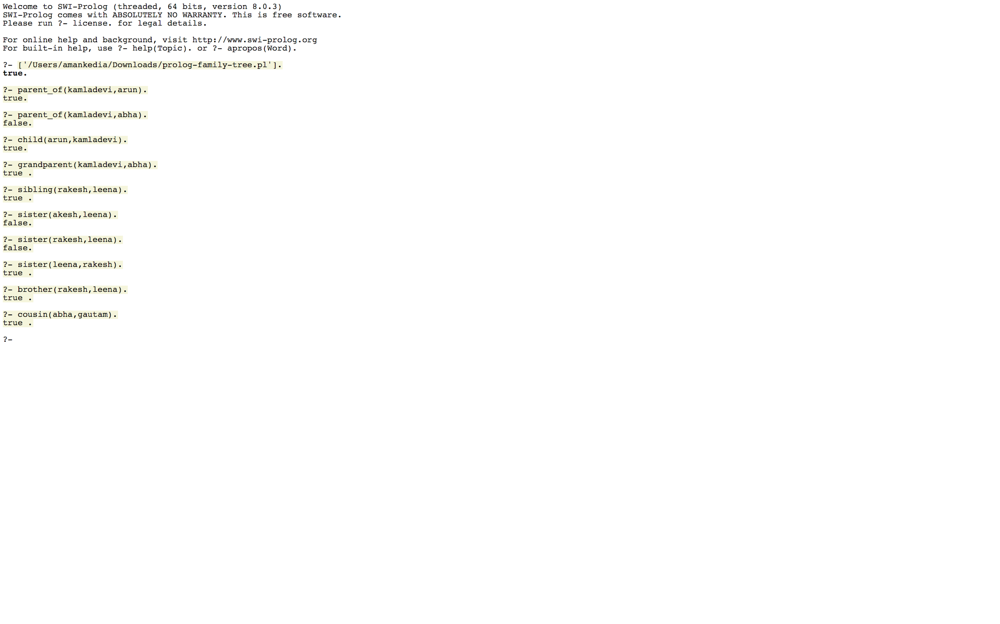 Welcome to SWI-Prolog (threaded, 64 bits, version 8.0.3)
SWI-Prolog comes with ABSOLUTELY NO WARRANTY. This is free software.
Please run ?- license. for legal details.
For online help and background, visit http://www.swi-prolog.org
For built-in help, use ?- help(Topic). or ?- apropos(Word).
?- ['/Users/amankedia/Downloads/prolog-family-tree.pl'].
true.
?- parent_of(kamladevi,arun).
true.
?- parent_of(kamladevi,abha).
false.
?- child(arun,kamladevi).
true.
?- grandparent(kamladevi,abha).
true .
?- sibling(rakesh,leena).
true .
?- sister(akesh,leena).
false.
?- sister(rakesh,leena).
false.
?- sister(leena,rakesh).
true .
?- brother(rakesh,leena).
true .
?- cousin(abha,gautam).
true .
?-